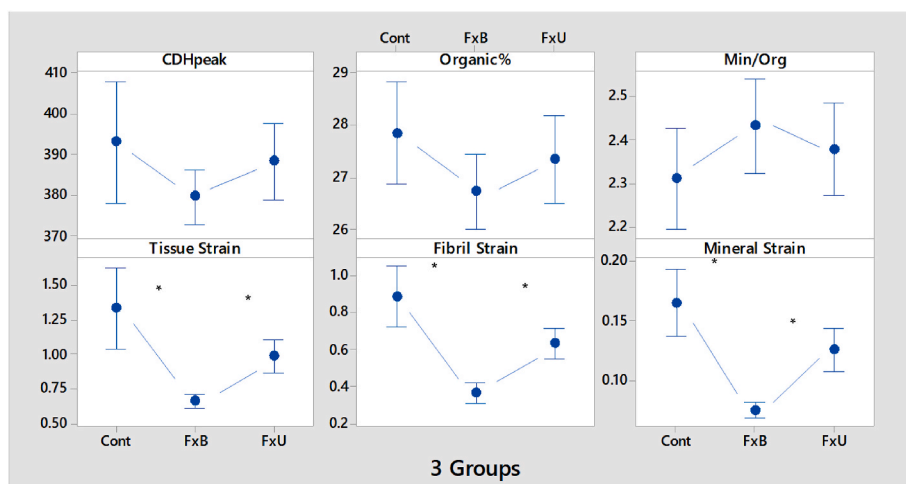 Cont FxB FxU
CDHpeak Organic% Min/Org
410 29
400 28 2.5
390 27 2.4
380 26 2.3
370 2.2
Tissue Strain Fibril Strain Mineral Strain
1.50 1.0 0.20
* * * * * *
1.25 0.8 0.15
1.00 0.6 0.10
0.75 0.4
0.50 0.2
Cont FxB FxU Cont FxB FxU
3 Groups